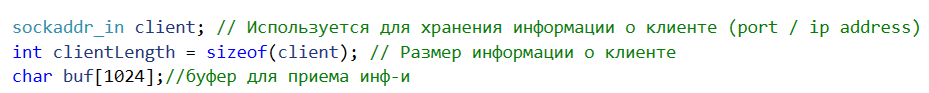 sockaddr_in client; // Используется для хранения информации о клиенте (port / ip address)
int clientLength = sizeof(client); // Размер информации о клиенте
char buf[1024];//буфер для приема инф-и